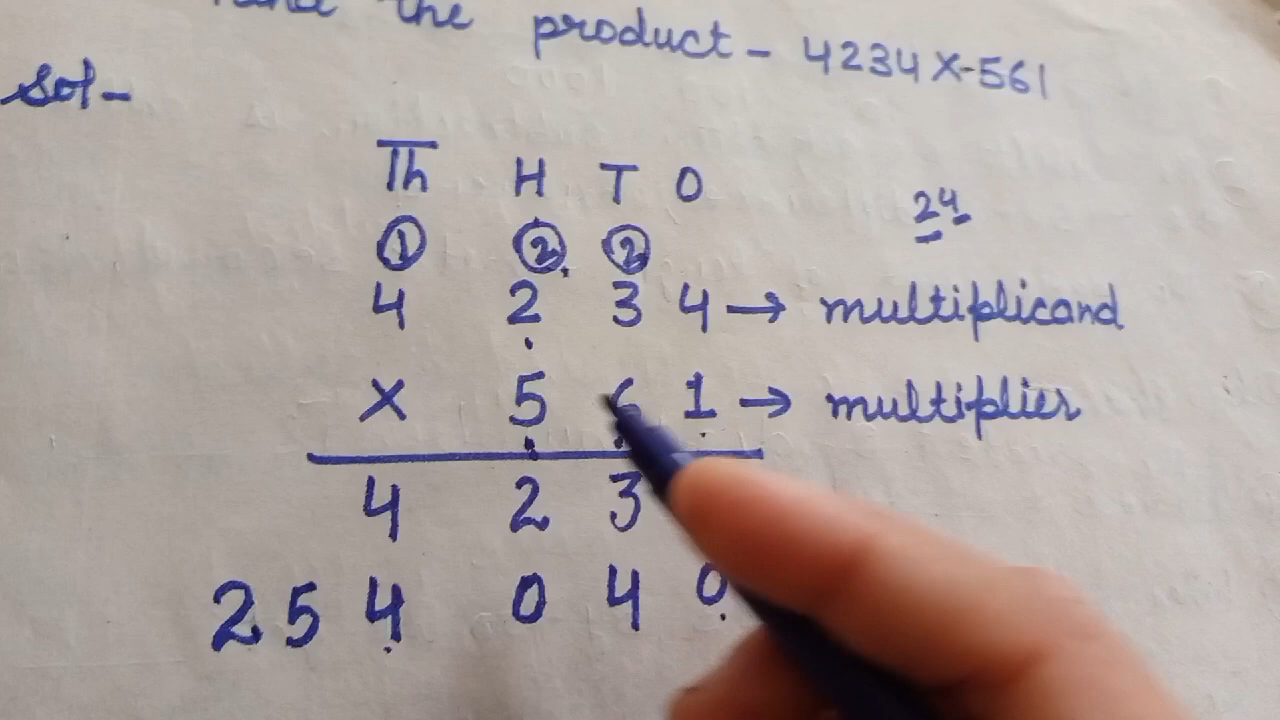 the product - 4234 X-561
Sol -
Th H T O
1 2 2
24
4 2 3 4 → multiplicand
X 5 6 1 → multiplier
4 2 3
2 5 4 0 4 0